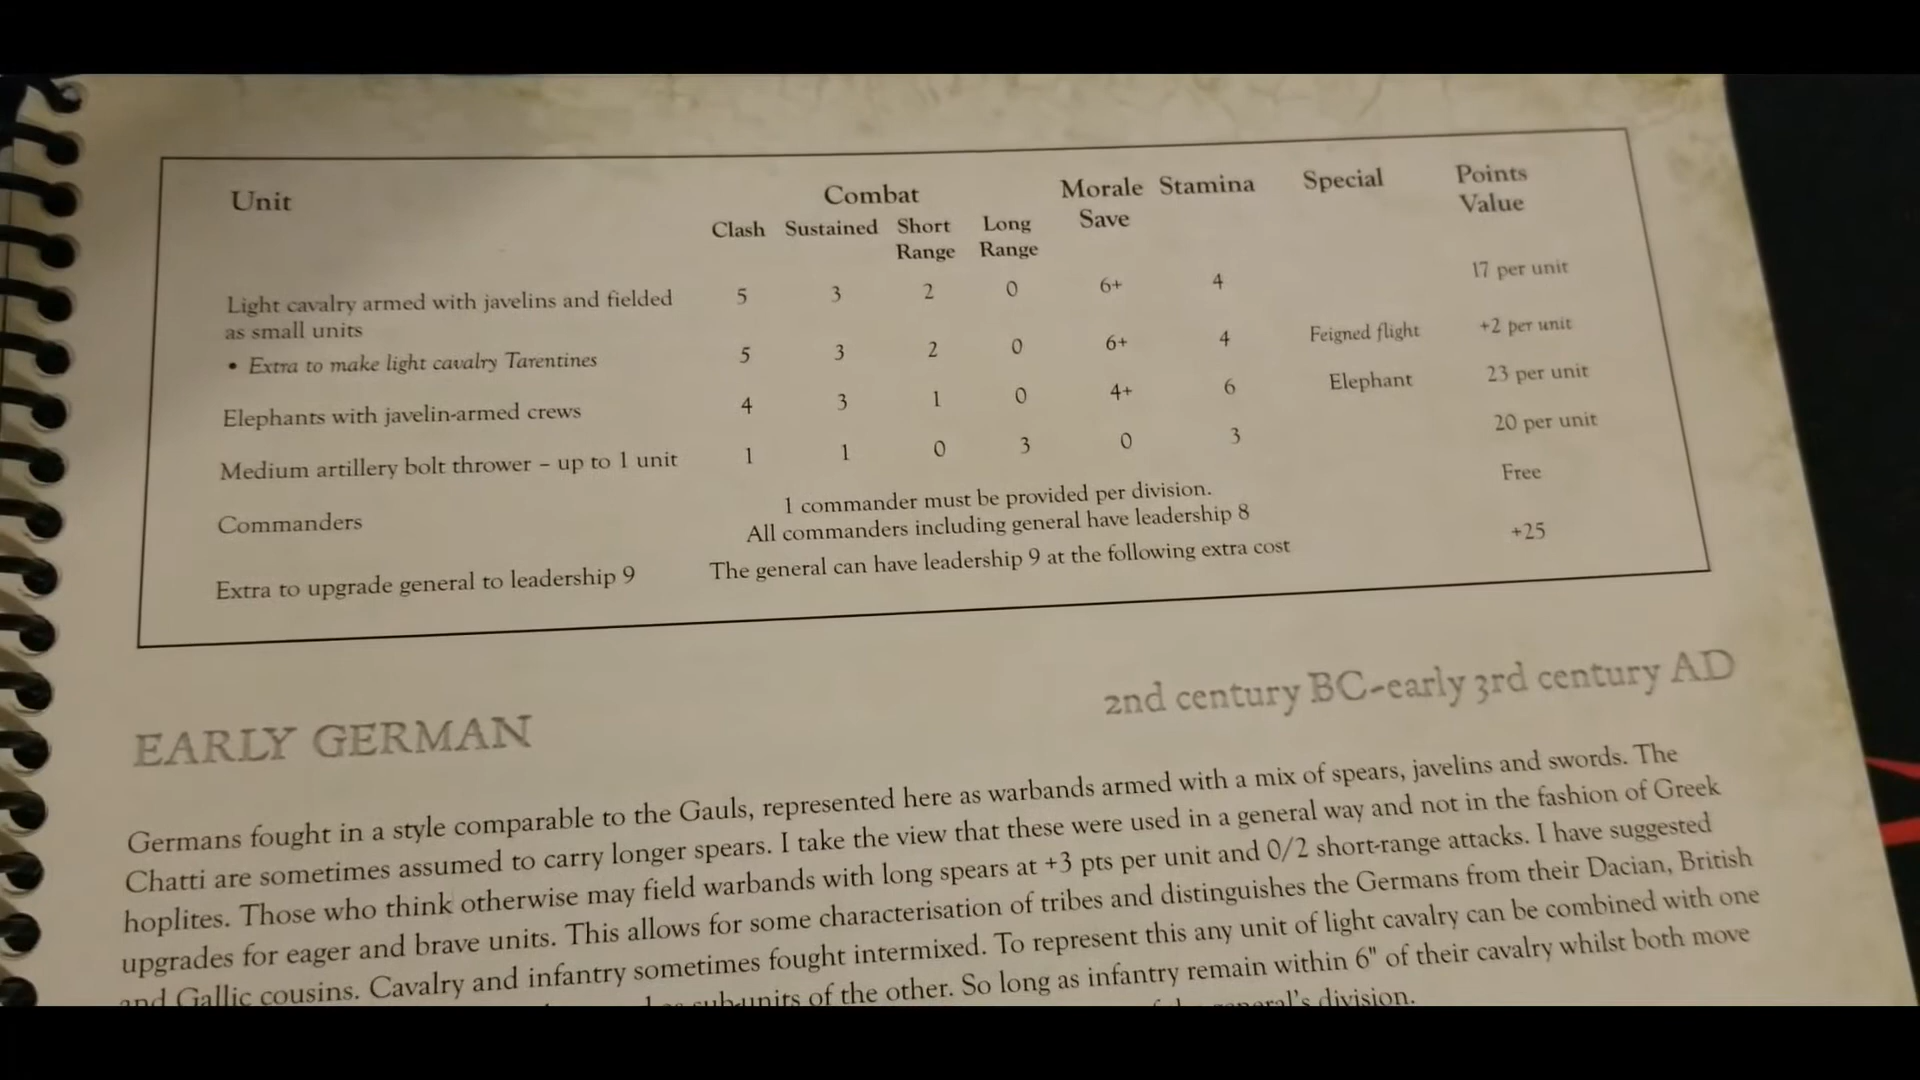 Unit Combat Morale Save Stamina Special Points Value
Clash Sustained Short Range Long Range
Light cavalry armed with javelins and fielded as small units 5 3 2 0 6+ 4 17 per unit
• Extra to make light cavalry Tarentines 5 3 2 0 6+ 4 Feigned flight +2 per unit
Elephants with javelin-armed crews 4 3 1 0 4+ 6 Elephant 23 per unit
Medium artillery bolt thrower – up to 1 unit 1 1 0 3 0 3 20 per unit
Commanders 1 commander must be provided per division. Free
All commanders including general have leadership 8
Extra to upgrade general to leadership 9 The general can have leadership 9 at the following extra cost +25
EARLY GERMAN 2nd century BC-early 3rd century AD
Germans fought in a style comparable to the Gauls, represented here as warbands armed with a mix of spears, javelins and swords. The
Chatti are sometimes assumed to carry longer spears. I take the view that these were used in a general way and not in the fashion of Greek
hoplites. Those who think otherwise may field warbands with long spears at +3 pts per unit and 0/2 short-range attacks. I have suggested
upgrades for eager and brave units. This allows for some characterisation of tribes and distinguishes the Germans from their Dacian, British
and Gallic cousins. Cavalry and infantry sometimes fought intermixed. To represent this any unit of light cavalry can be combined with one
sub-units of the other. So long as infantry remain within 6" of their cavalry whilst both move
general's division.